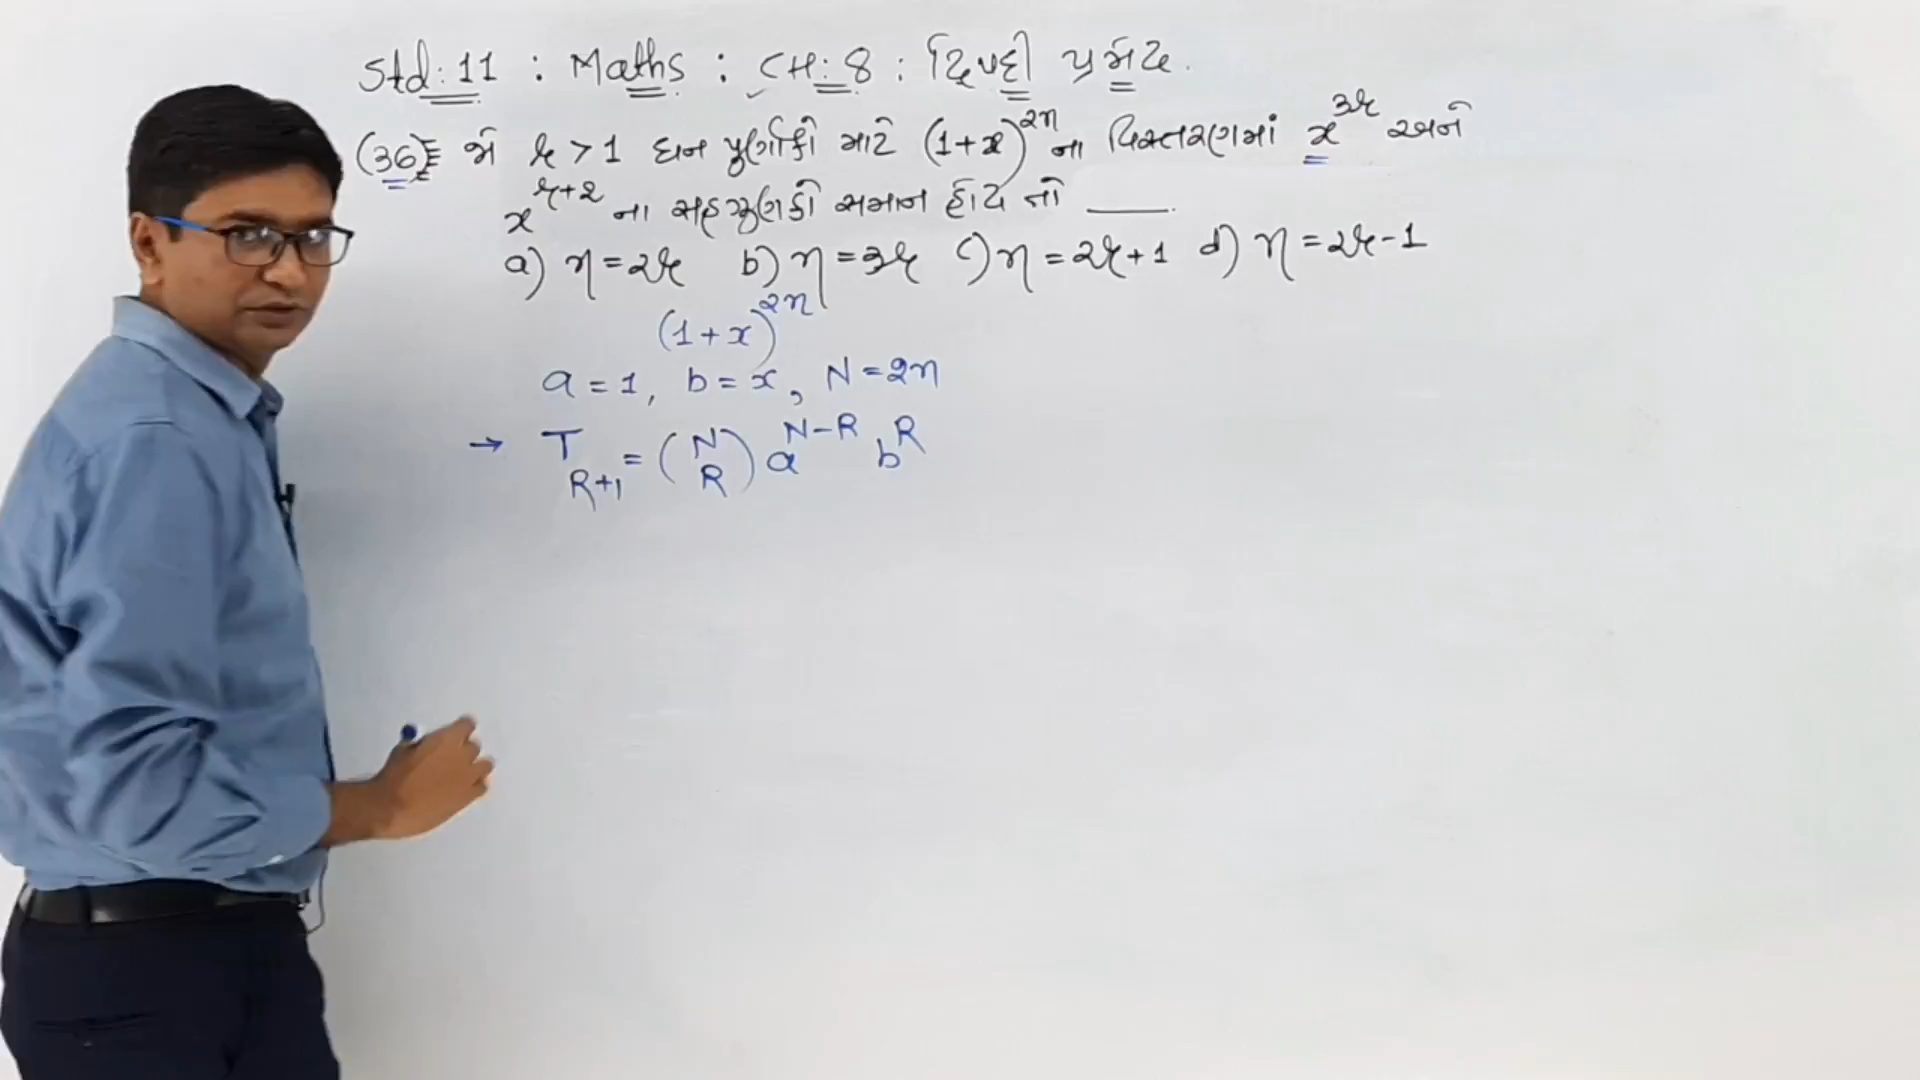 Std: 11 : Maths : CH: 8 : દ્વિપદી પ્રમેય.
(36) જો r > 1 ઘન પૂર્ણાંકો માટે (1+x)^2n ના વિસ્તરણમાં x^3r અને
x^r+2 ના સહગુણકો સમાન હોય તો ____.
a) n = 2r b) n = 3r c) n = 2r + 1 d) n = 2r - 1
(1 + x)^2n
a = 1, b = x, N = 2n
→ T_R+1 = (N R) a^N-R b^R